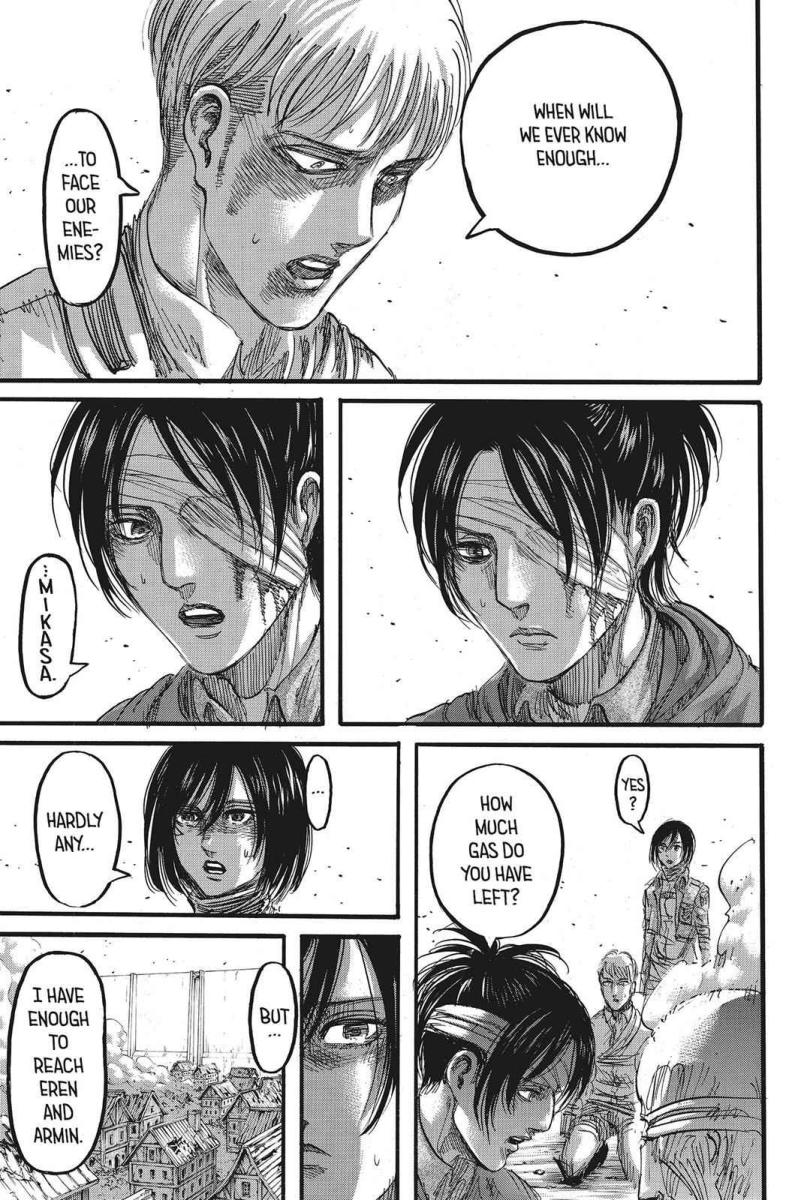 WHEN WILL
WE EVER KNOW
ENOUGH...
...TO
FACE
OUR
ENE-
MIES?
...MIKASA.
YES
?
HOW
MUCH
GAS DO
YOU HAVE
LEFT?
...
HARDLY
ANY...
BUT
...
I HAVE
ENOUGH
TO
REACH
EREN
AND
ARMIN.